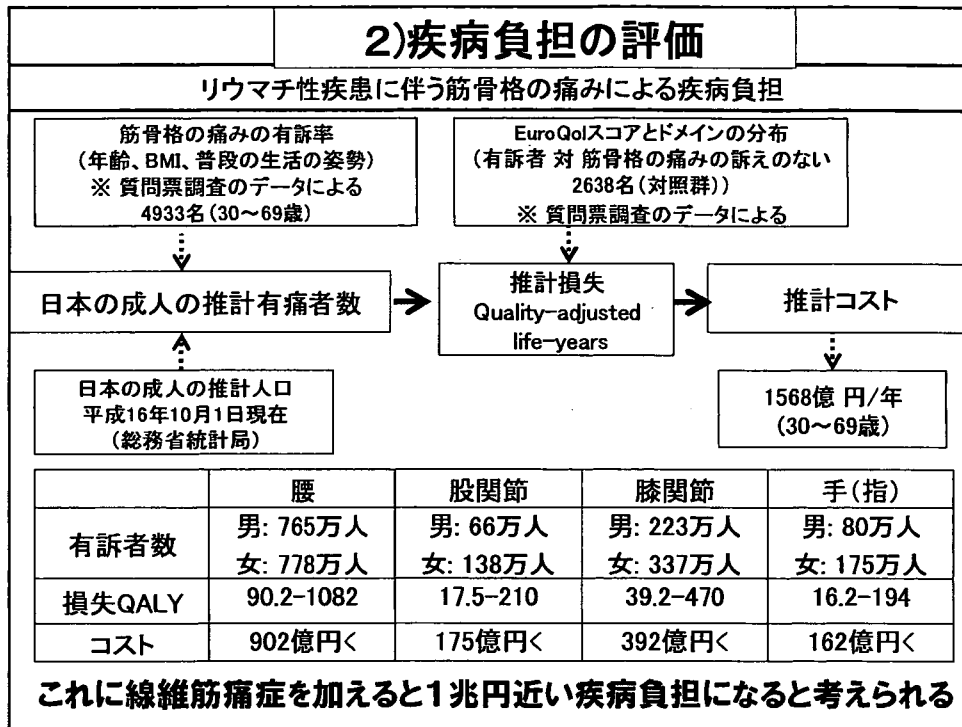 2)疾病負担の評価
リウマチ性疾患に伴う筋骨格の痛みによる疾病負担
筋骨格の痛みの有訴率
(年齢、BMI、普段の生活の姿勢)
※ 質問票調査のデータによる
4933名(30～69歳)
EuroQolスコアとドメインの分布
(有訴者 対 筋骨格の痛みの訴えのない
2638名(対照群))
※ 質問票調査のデータによる
日本の成人の推計有痛者数
推計損失
Quality-adjusted
life-years
推計コスト
日本の成人の推計人口
平成16年10月1日現在
(総務省統計局)
1568億 円/年
(30～69歳)
腰 股関節 膝関節 手(指)
有訴者数
男: 765万人 男: 66万人 男: 223万人 男: 80万人
女: 778万人 女: 138万人 女: 337万人 女: 175万人
損失QALY 90.2-1082 17.5-210 39.2-470 16.2-194
コスト 902億円< 175億円< 392億円< 162億円<
これに線維筋痛症を加えると1兆円近い疾病負担になると考えられる